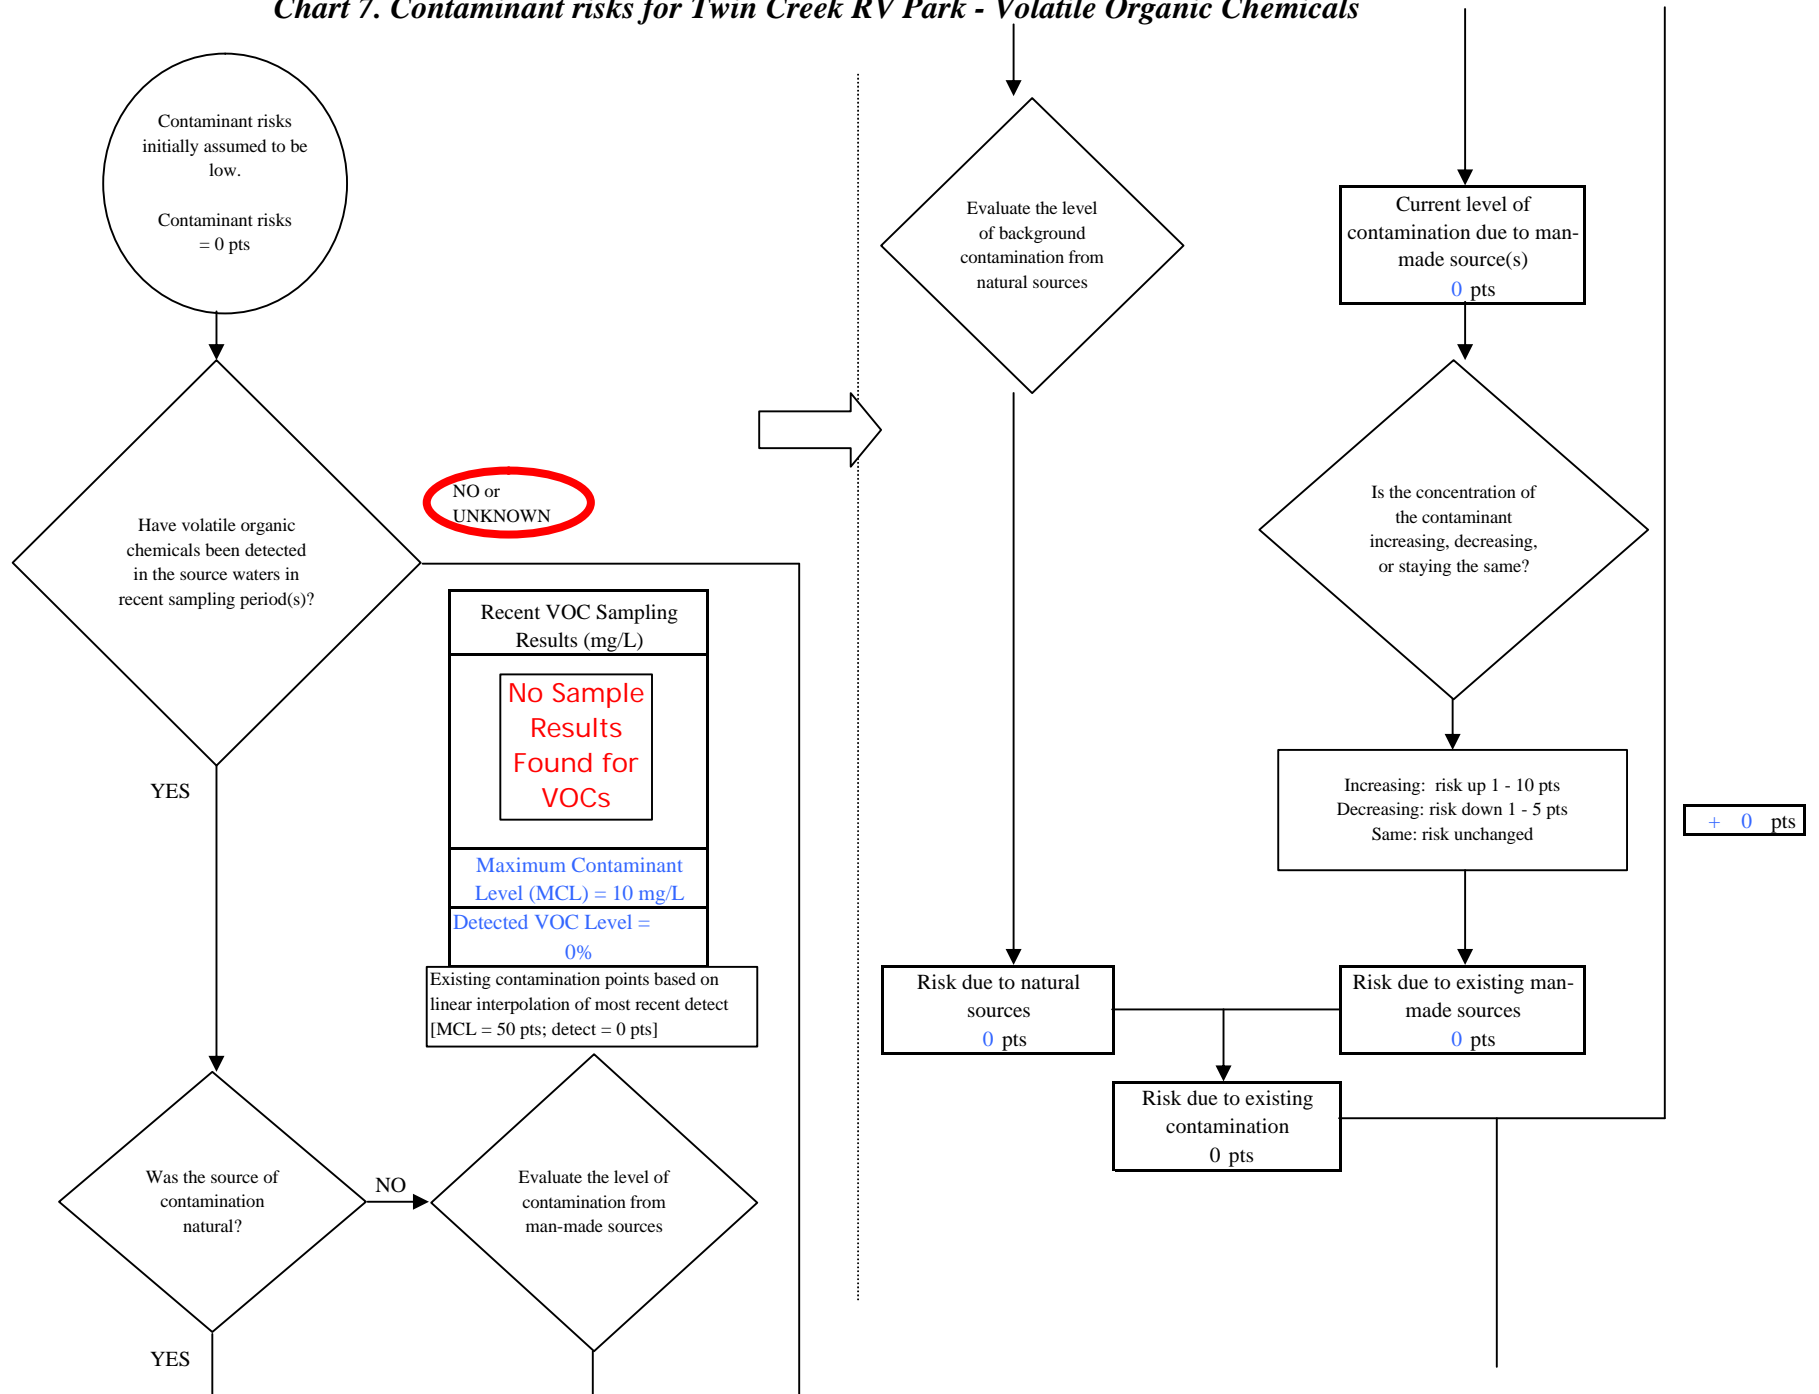 Chart 7. Contaminant risks for Twin Creek RV Park - Volatile Organic Chemicals
Contaminant risks
initially assumed to be
low.
Contaminant risks
= 0 pts
Have volatile organic
chemicals been detected
in the source waters in
recent sampling period(s)?
NO or
UNKNOWN
YES
Recent VOC Sampling
Results (mg/L)
No Sample
Results
Found for
VOCs
Maximum Contaminant
Level (MCL) = 10 mg/L
Detected VOC Level =
0%
Existing contamination points based on
linear interpolation of most recent detect
[MCL = 50 pts; detect = 0 pts]
Was the source of
contamination
natural?
NO
YES
Evaluate the level of
contamination from
man-made sources
Evaluate the level
of background
contamination from
natural sources
Current level of
contamination due to man-
made source(s)
0 pts
Is the concentration of
the contaminant
increasing, decreasing,
or staying the same?
Increasing: risk up 1 - 10 pts
Decreasing: risk down 1 - 5 pts
Same: risk unchanged
+ 0 pts
Risk due to natural
sources
0 pts
Risk due to existing man-
made sources
0 pts
Risk due to existing
contamination
0 pts